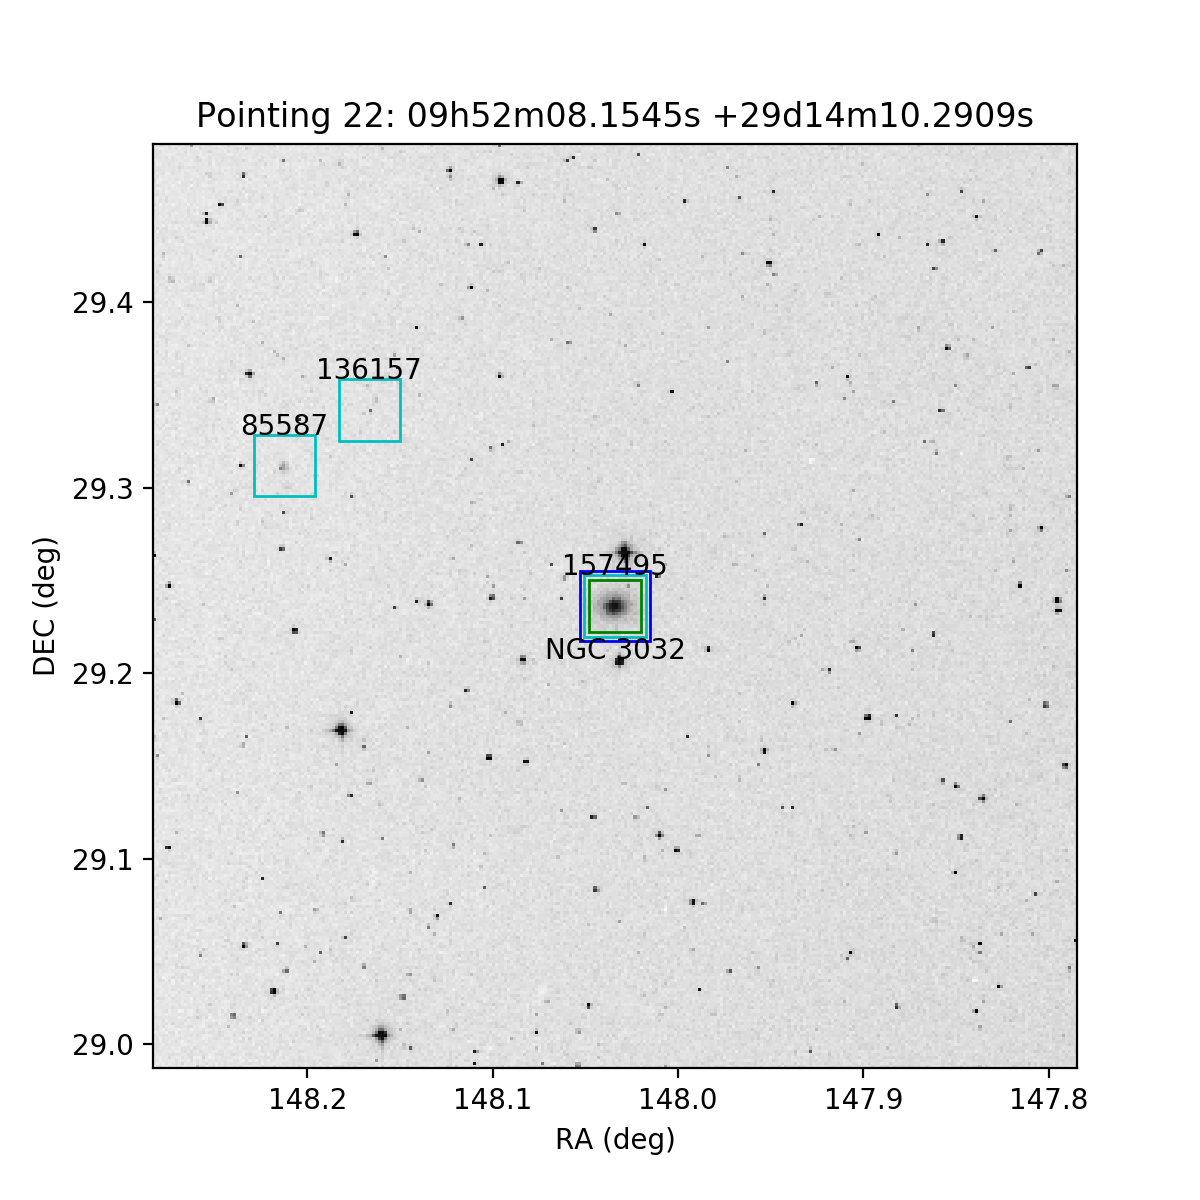 Pointing 22: 09h52m08.1545s +29d14m10.2909s
29.4
136157
85587
29.3
157495
NGC 3032
29.2
29.1
29.0
DEC (deg)
148.2 148.1 148.0 147.9 147.8
RA (deg)